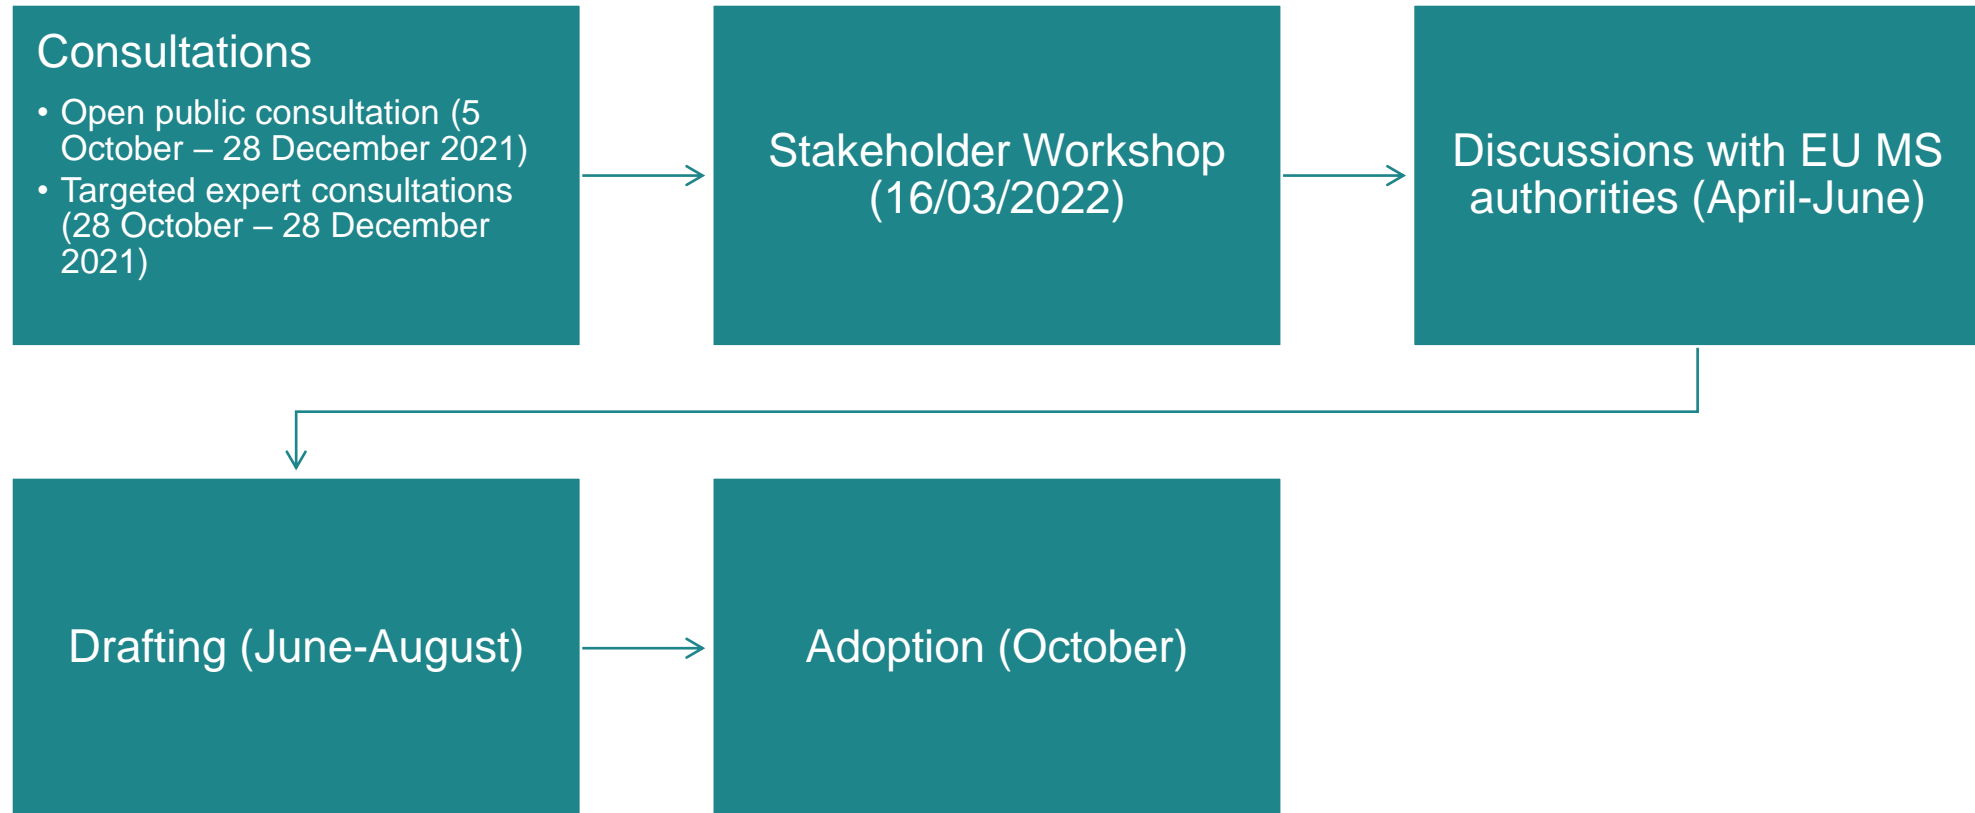 Consultations
• Open public consultation (5
October – 28 December 2021)
• Targeted expert consultations
(28 October – 28 December
2021)
Stakeholder Workshop
(16/03/2022)
Discussions with EU MS
authorities (April-June)
Drafting (June-August)
Adoption (October)